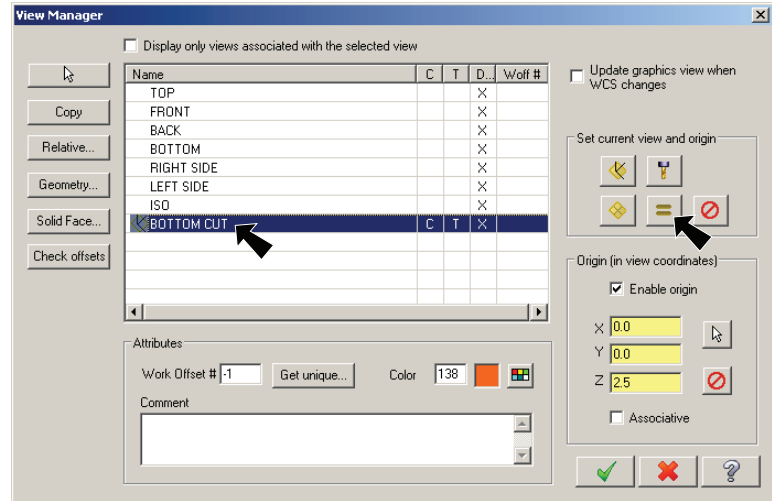 View Manager
Display only views associated with the selected view
Copy
Relative...
Geometry...
Solid Face...
Check offsets
Name C T D... Woff #
TOP X
FRONT X
BACK X
BOTTOM X
RIGHT SIDE X
LEFT SIDE X
ISO X
BOTTOM CUT C T X
Update graphics view when
WCS changes
Set current view and origin
Origin (in view coordinates)
Enable origin
X 0.0
Y 0.0
Z 2.5
Associative
Attributes
Work Offset # -1 Get unique... Color 138
Comment